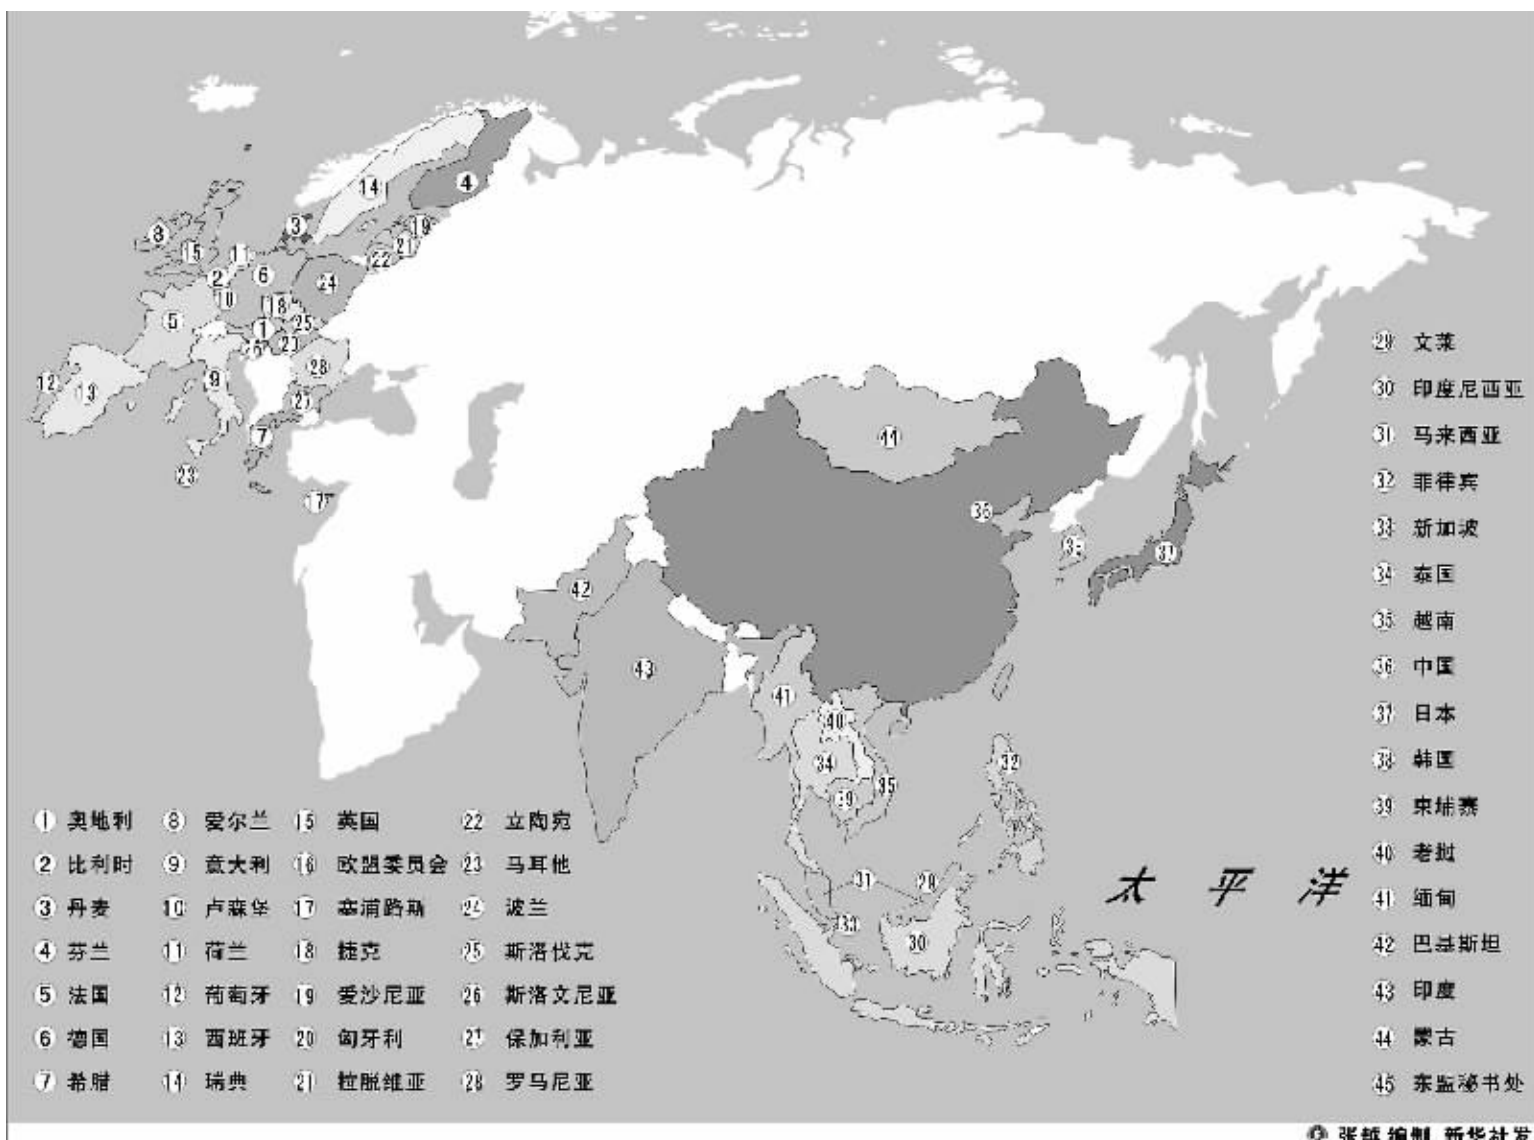 ① 奥地利 ⑧ 爱尔兰 ⑮ 英国 ㉒ 立陶宛
② 比利时 ⑨ 意大利 ⑯ 欧盟委员会 ㉓ 马耳他
③ 丹麦 ⑩ 卢森堡 ⑰ 塞浦路斯 ㉔ 波兰
④ 芬兰 ⑪ 荷兰 ⑱ 捷克 ㉕ 斯洛伐克
⑤ 法国 ⑫ 葡萄牙 ⑲ 爱沙尼亚 ㉖ 斯洛文尼亚
⑥ 德国 ⑬ 西班牙 ⑳ 匈牙利 ㉗ 保加利亚
⑦ 希腊 ⑭ 瑞典 ㉑ 拉脱维亚 ㉘ 罗马尼亚
㉙ 文莱
㉚ 印度尼西亚
㉛ 马来西亚
㉜ 菲律宾
㉝ 新加坡
㉞ 泰国
㉟ 越南
㊱ 中国
㊲ 日本
㊳ 韩国
㊴ 柬埔寨
㊵ 老挝
㊶ 缅甸
㊷ 巴基斯坦
㊸ 印度
㊹ 蒙古
㊺ 东盟秘书处
太平洋
张越 编制 新华社发